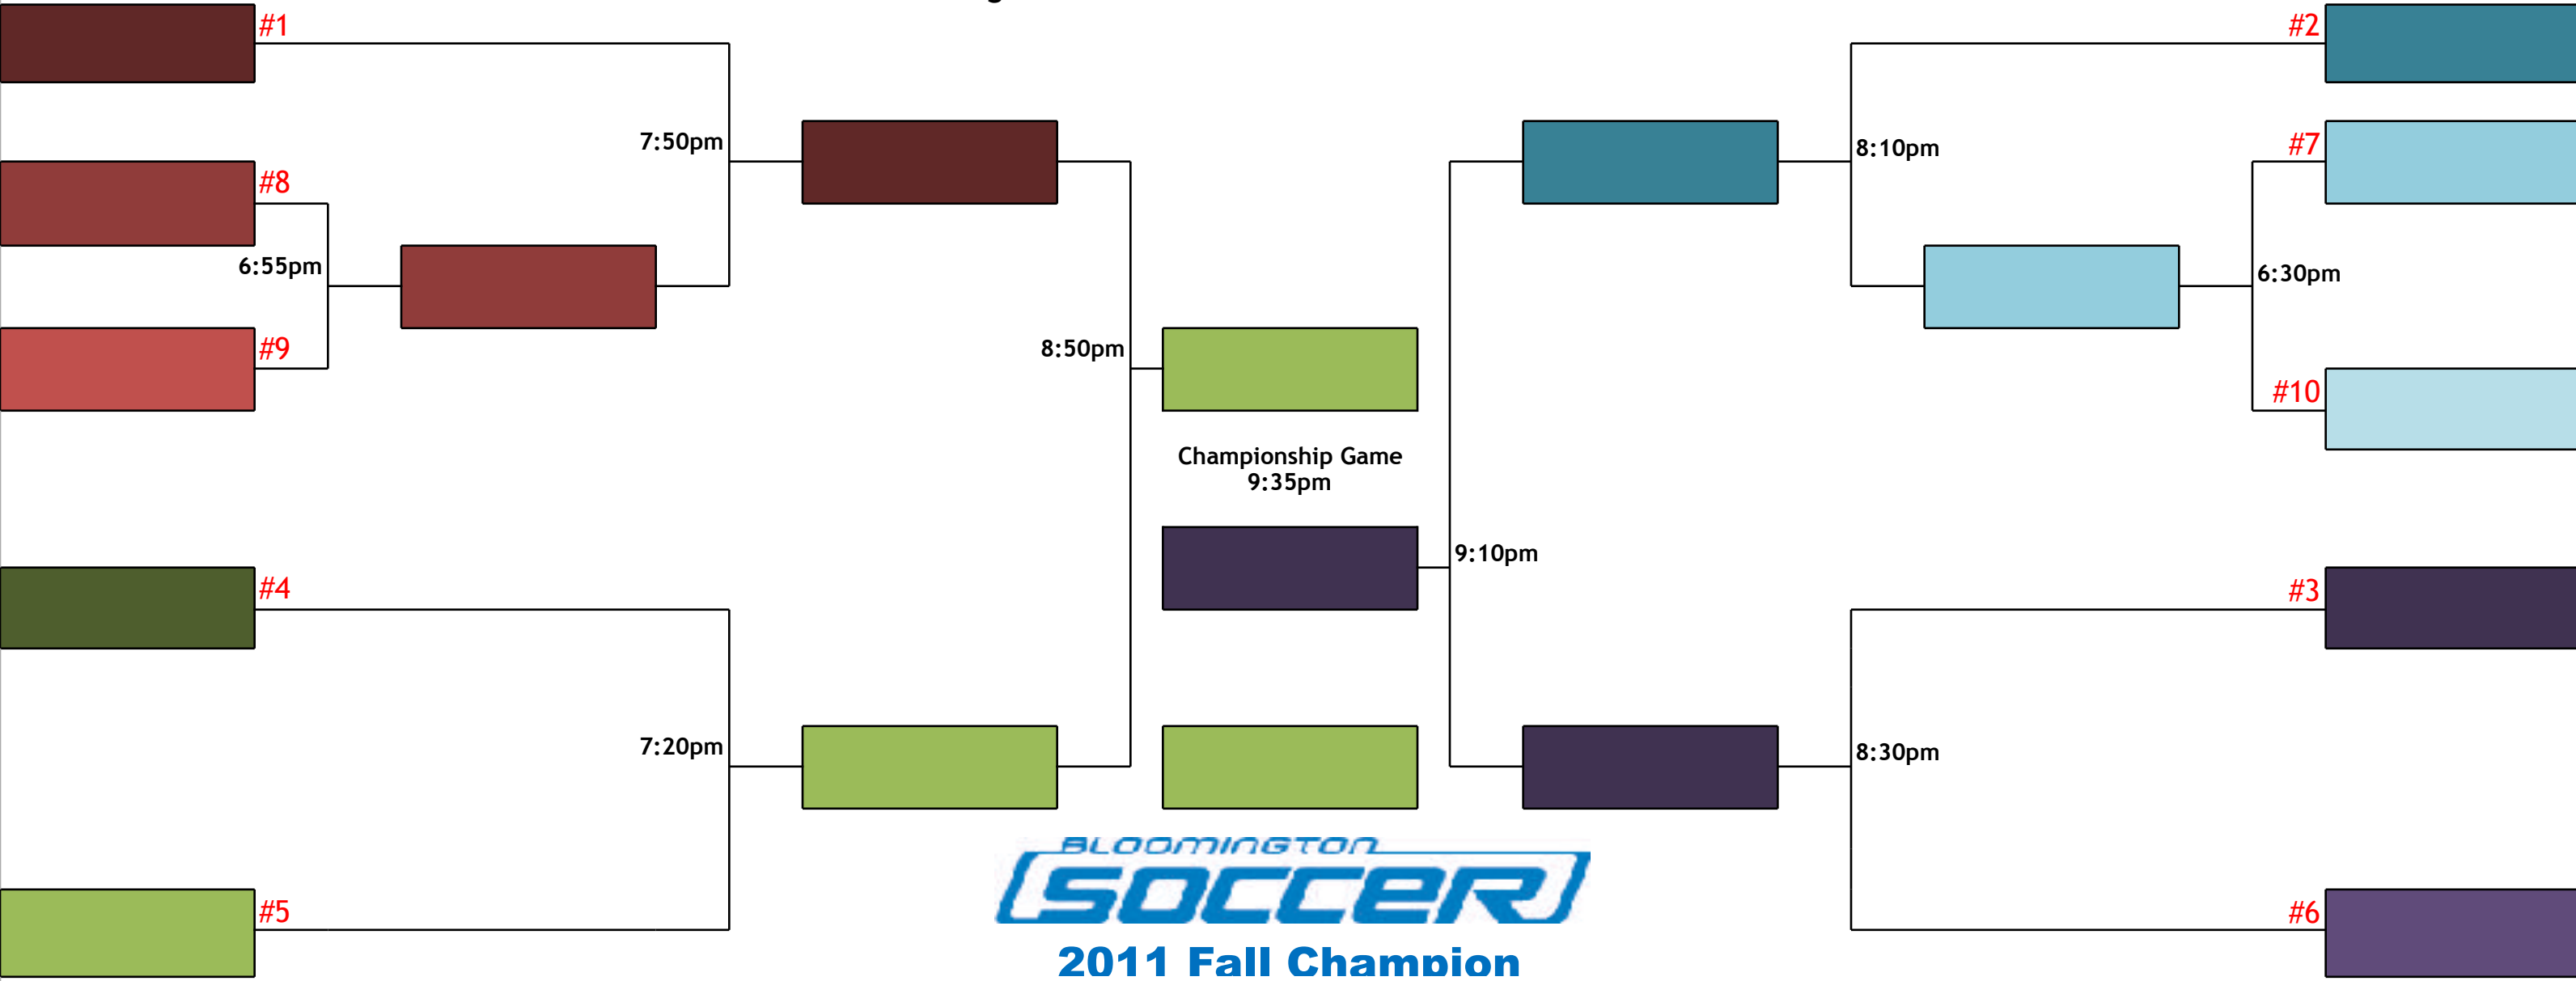 #1
#2
7:50pm
8:10pm
#7
#8
6:55pm
6:30pm
#9
8:50pm
#10
Championship Game
9:35pm
9:10pm
#4
#3
7:20pm
8:30pm
BLOOMINGTON
SOCCER
#5
#6
2011 Fall Champion